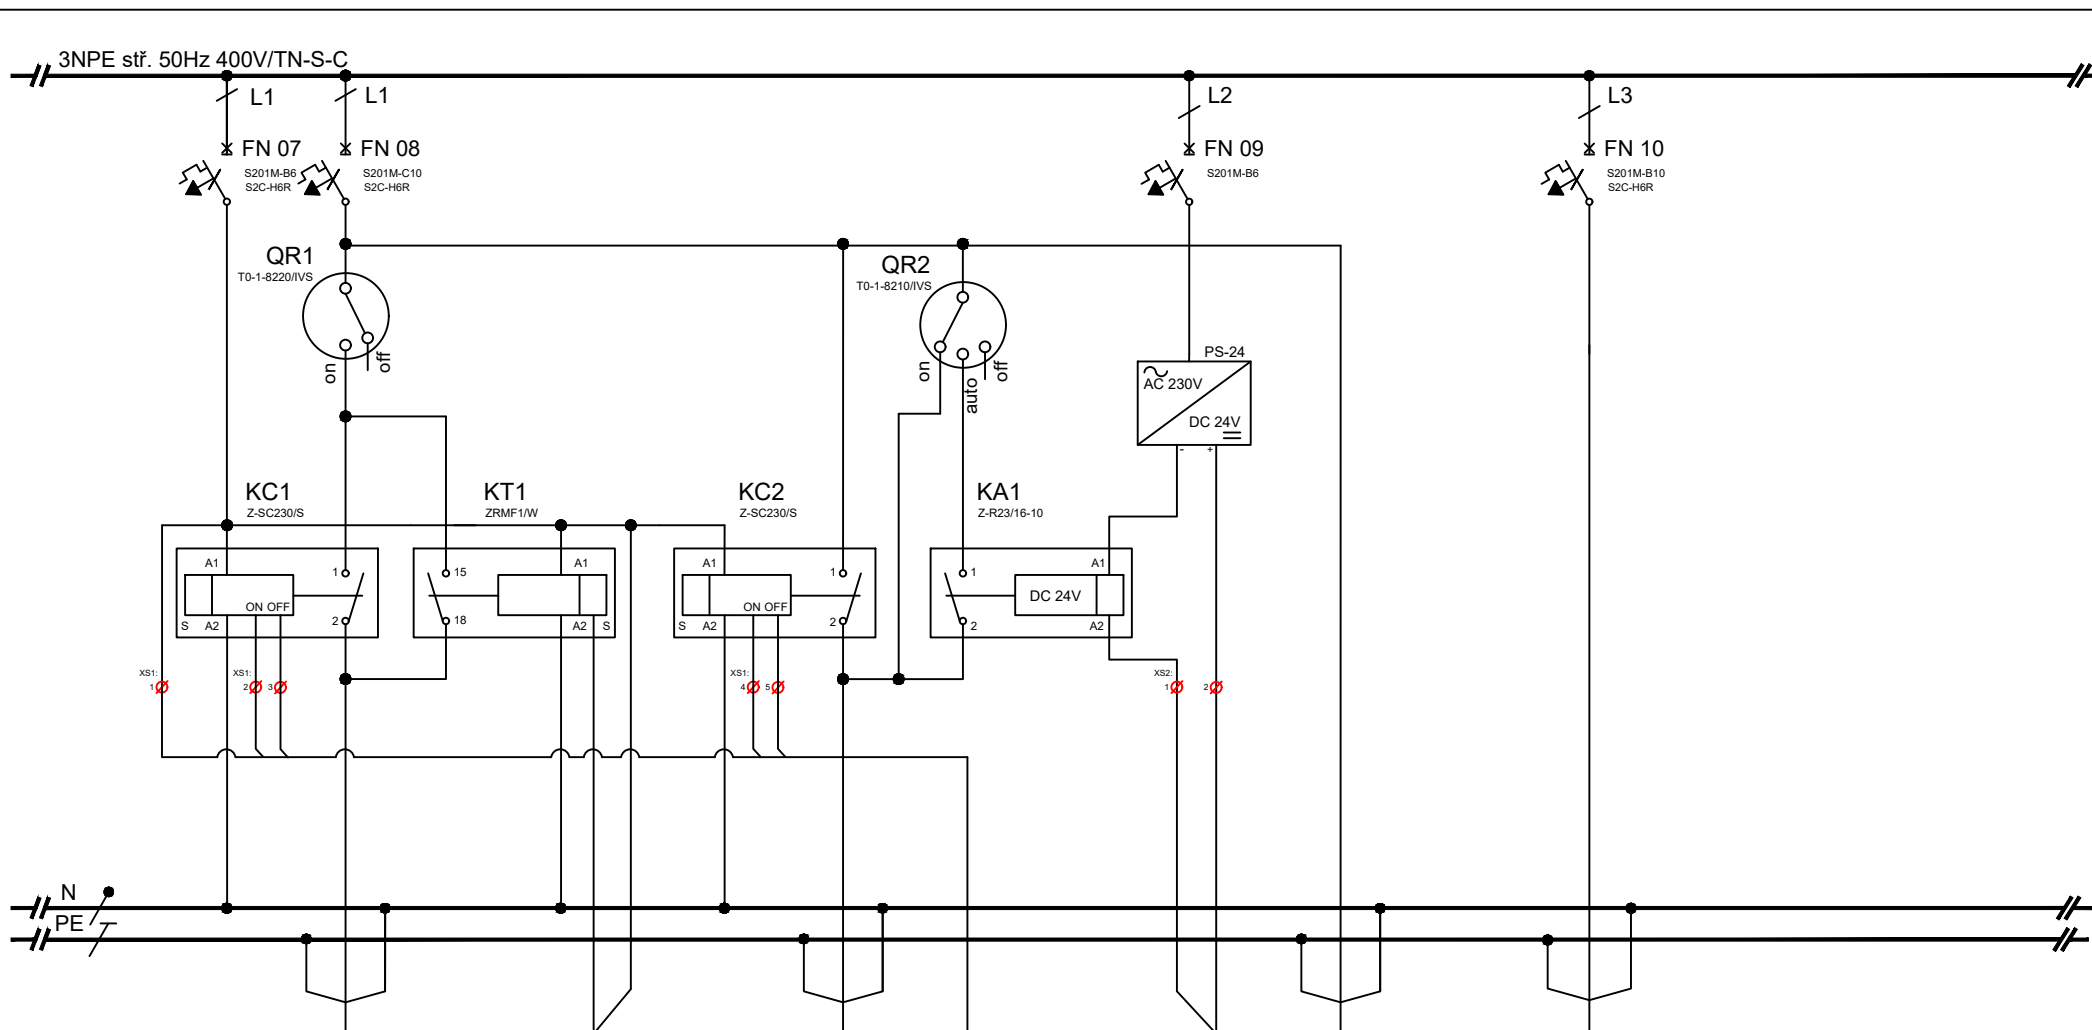 3NPE stř. 50Hz 400V/TN-S-C
L1
L1
L2
L3
FN 07
S201M-B6
S2C-H6R
FN 08
S201M-C10
S2C-H6R
FN 09
S201M-B6
FN 10
S201M-B10
S2C-H6R
QR1
T0-1-8220/IVS
on
off
QR2
T0-1-8210/IVS
on
auto
off
PS-24
AC 230V
DC 24V
-
+
KC1
Z-SC230/S
KT1
ZRMF1/W
KC2
Z-SC230/S
KA1
Z-R23/16-10
A1
1
ON OFF
S
A2
2
15
A1
18
A2
S
A1
1
ON OFF
S
A2
2
1
A1
DC 24V
2
A2
XS1:
1
XS1:
2
3
XS1:
4
5
XS2:
1
2
N
PE